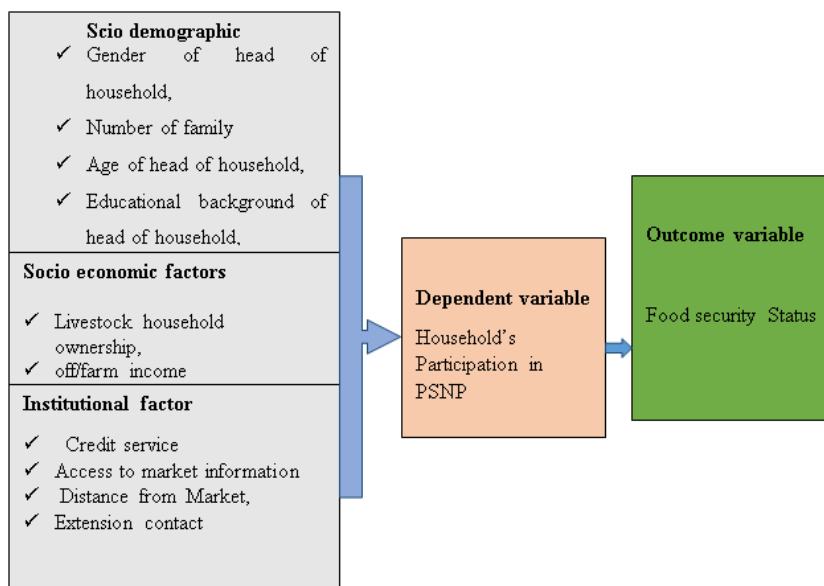 Scio demographic
✓ Gender of head of
household,
✓ Number of family
✓ Age of head of household,
✓ Educational background of
head of household,
Socio economic factors
✓ Livestock household
ownership,
✓ off/farm income
Institutional factor
✓ Credit service
✓ Access to market information
✓ Distance from Market,
✓ Extension contact
Dependent variable
Household's
Participation in
PSNP
Outcome variable
Food security Status